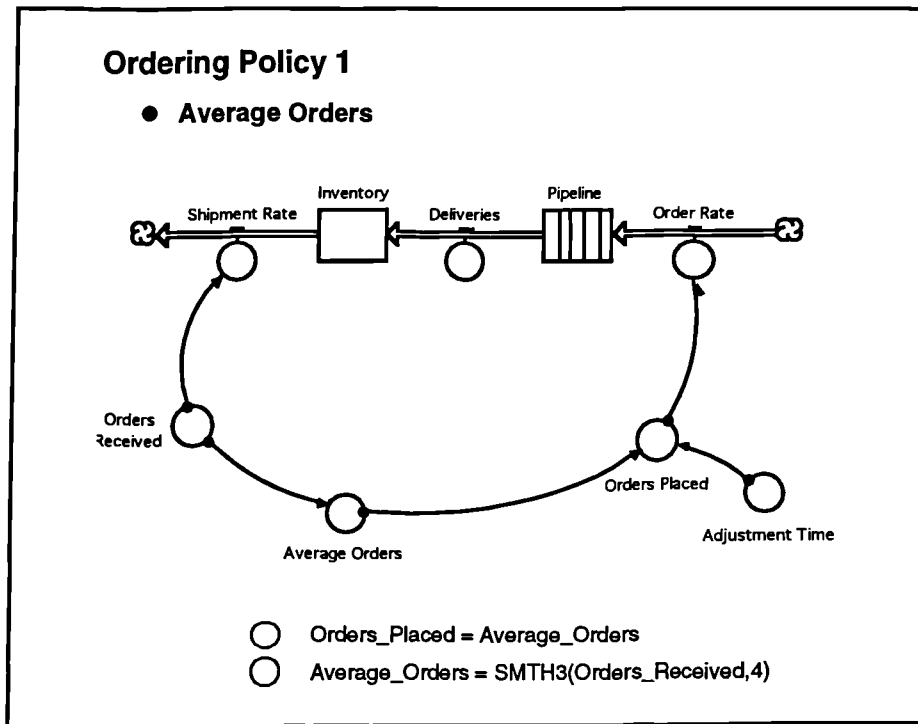 Ordering Policy 1
● Average Orders
Inventory
Pipeline
Shipment Rate
Deliveries
Order Rate
Orders
Received
Orders Placed
Average Orders
Adjustment Time
Orders_Placed = Average_Orders
Average_Orders = SMTH3(Orders_Received,4)